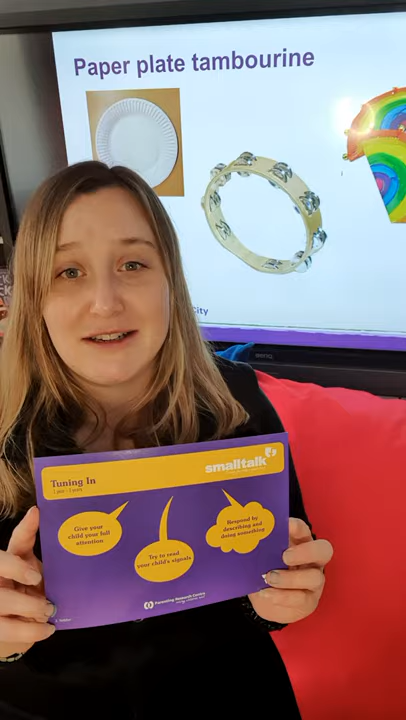 Paper plate tambourine
City
BENQ
Tuning In
smalltalk
Give your
child your full
attention
Try to read
your child's signals
Respond by
describing and
doing something
Parenting Research Centre